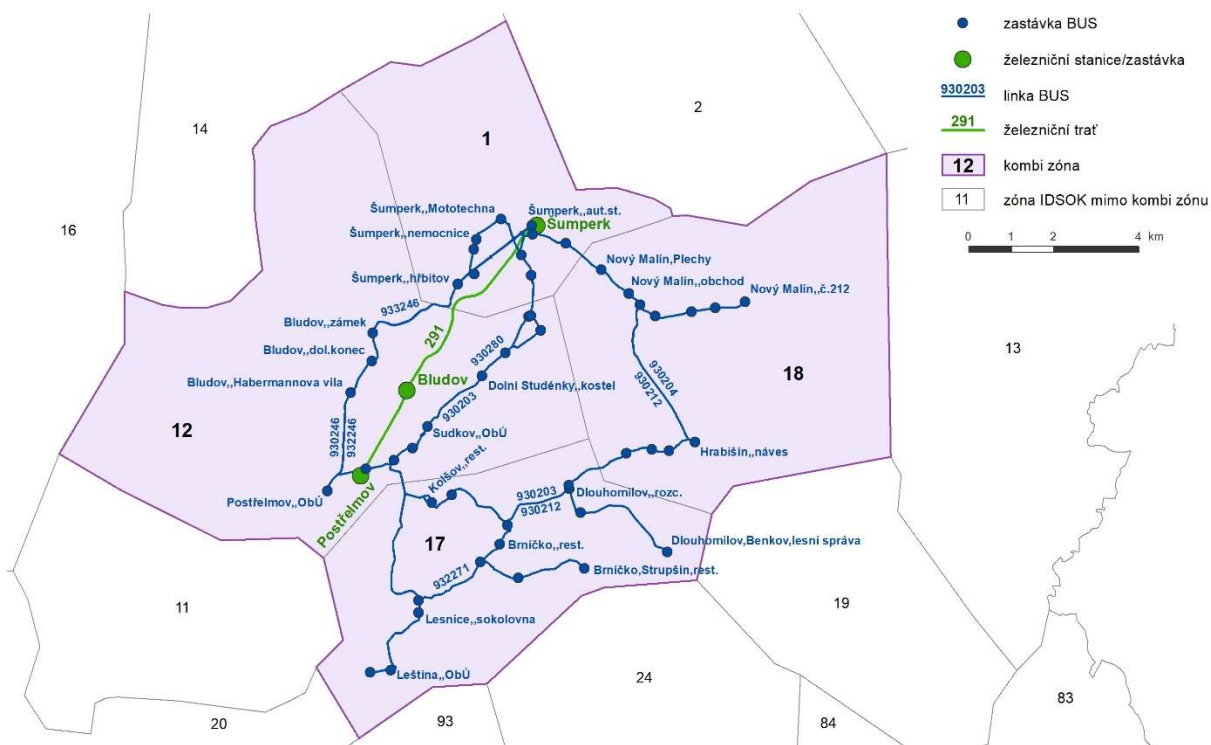 zastávka BUS
železniční stanice/zastávka
930203
linka BUS
291
železniční trať
12
kombi zóna
11
zóna IDSOK mimo kombi zónu
0 1 2 4 km
14
2
1
16
Šumperk,,Mototechna
Šumperk,,aut.st.
Šumperk
Šumperk,,nemocnice
Šumperk,,hřbitov
Nový Malín,Plechy
Nový Malín,,obchod
Nový Malín,,č.212
933246
Bludov,,zámek
291
Bludov,,dol.konec
930280
13
Bludov,,Habermannova vila
Bludov
Dolní Studénky,,kostel
930204
930212
18
12
930203
930246
932246
Sudkov,,ObÚ
Hrabišín,,náves
Kolšov,,rest.
Postřelmov,,ObÚ
Postřelmov
930203
930212
Dlouhomilov,,rozc.
17
Brníčko,,rest.
Dlouhomilov,Benkov,lesní správa
932271
Brníčko,Strupšín,rest.
11
19
Lesnice,,sokolovna
Leština,,ObÚ
24
83
20
93
84